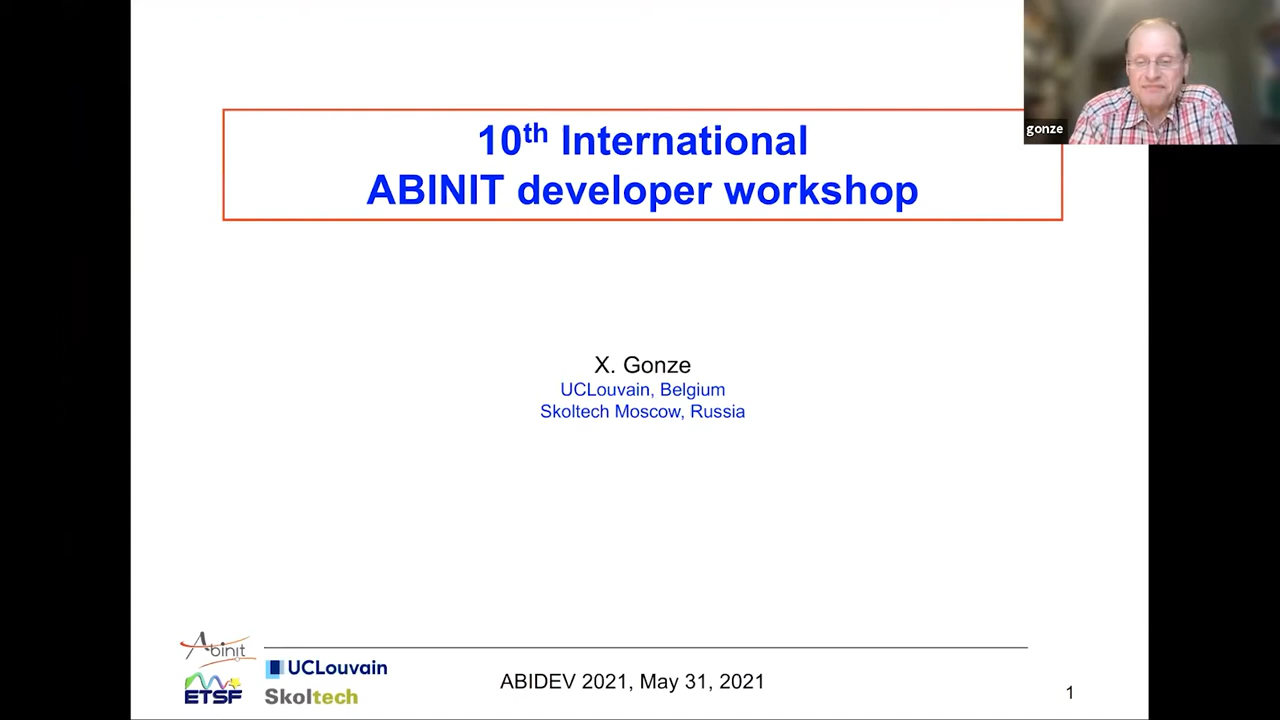 10th International
ABINIT developer workshop
gonze
X. Gonze
UCLouvain, Belgium
Skoltech Moscow, Russia
Abinit
ETSF
UCLouvain
Skoltech
ABIDEV 2021, May 31, 2021
1